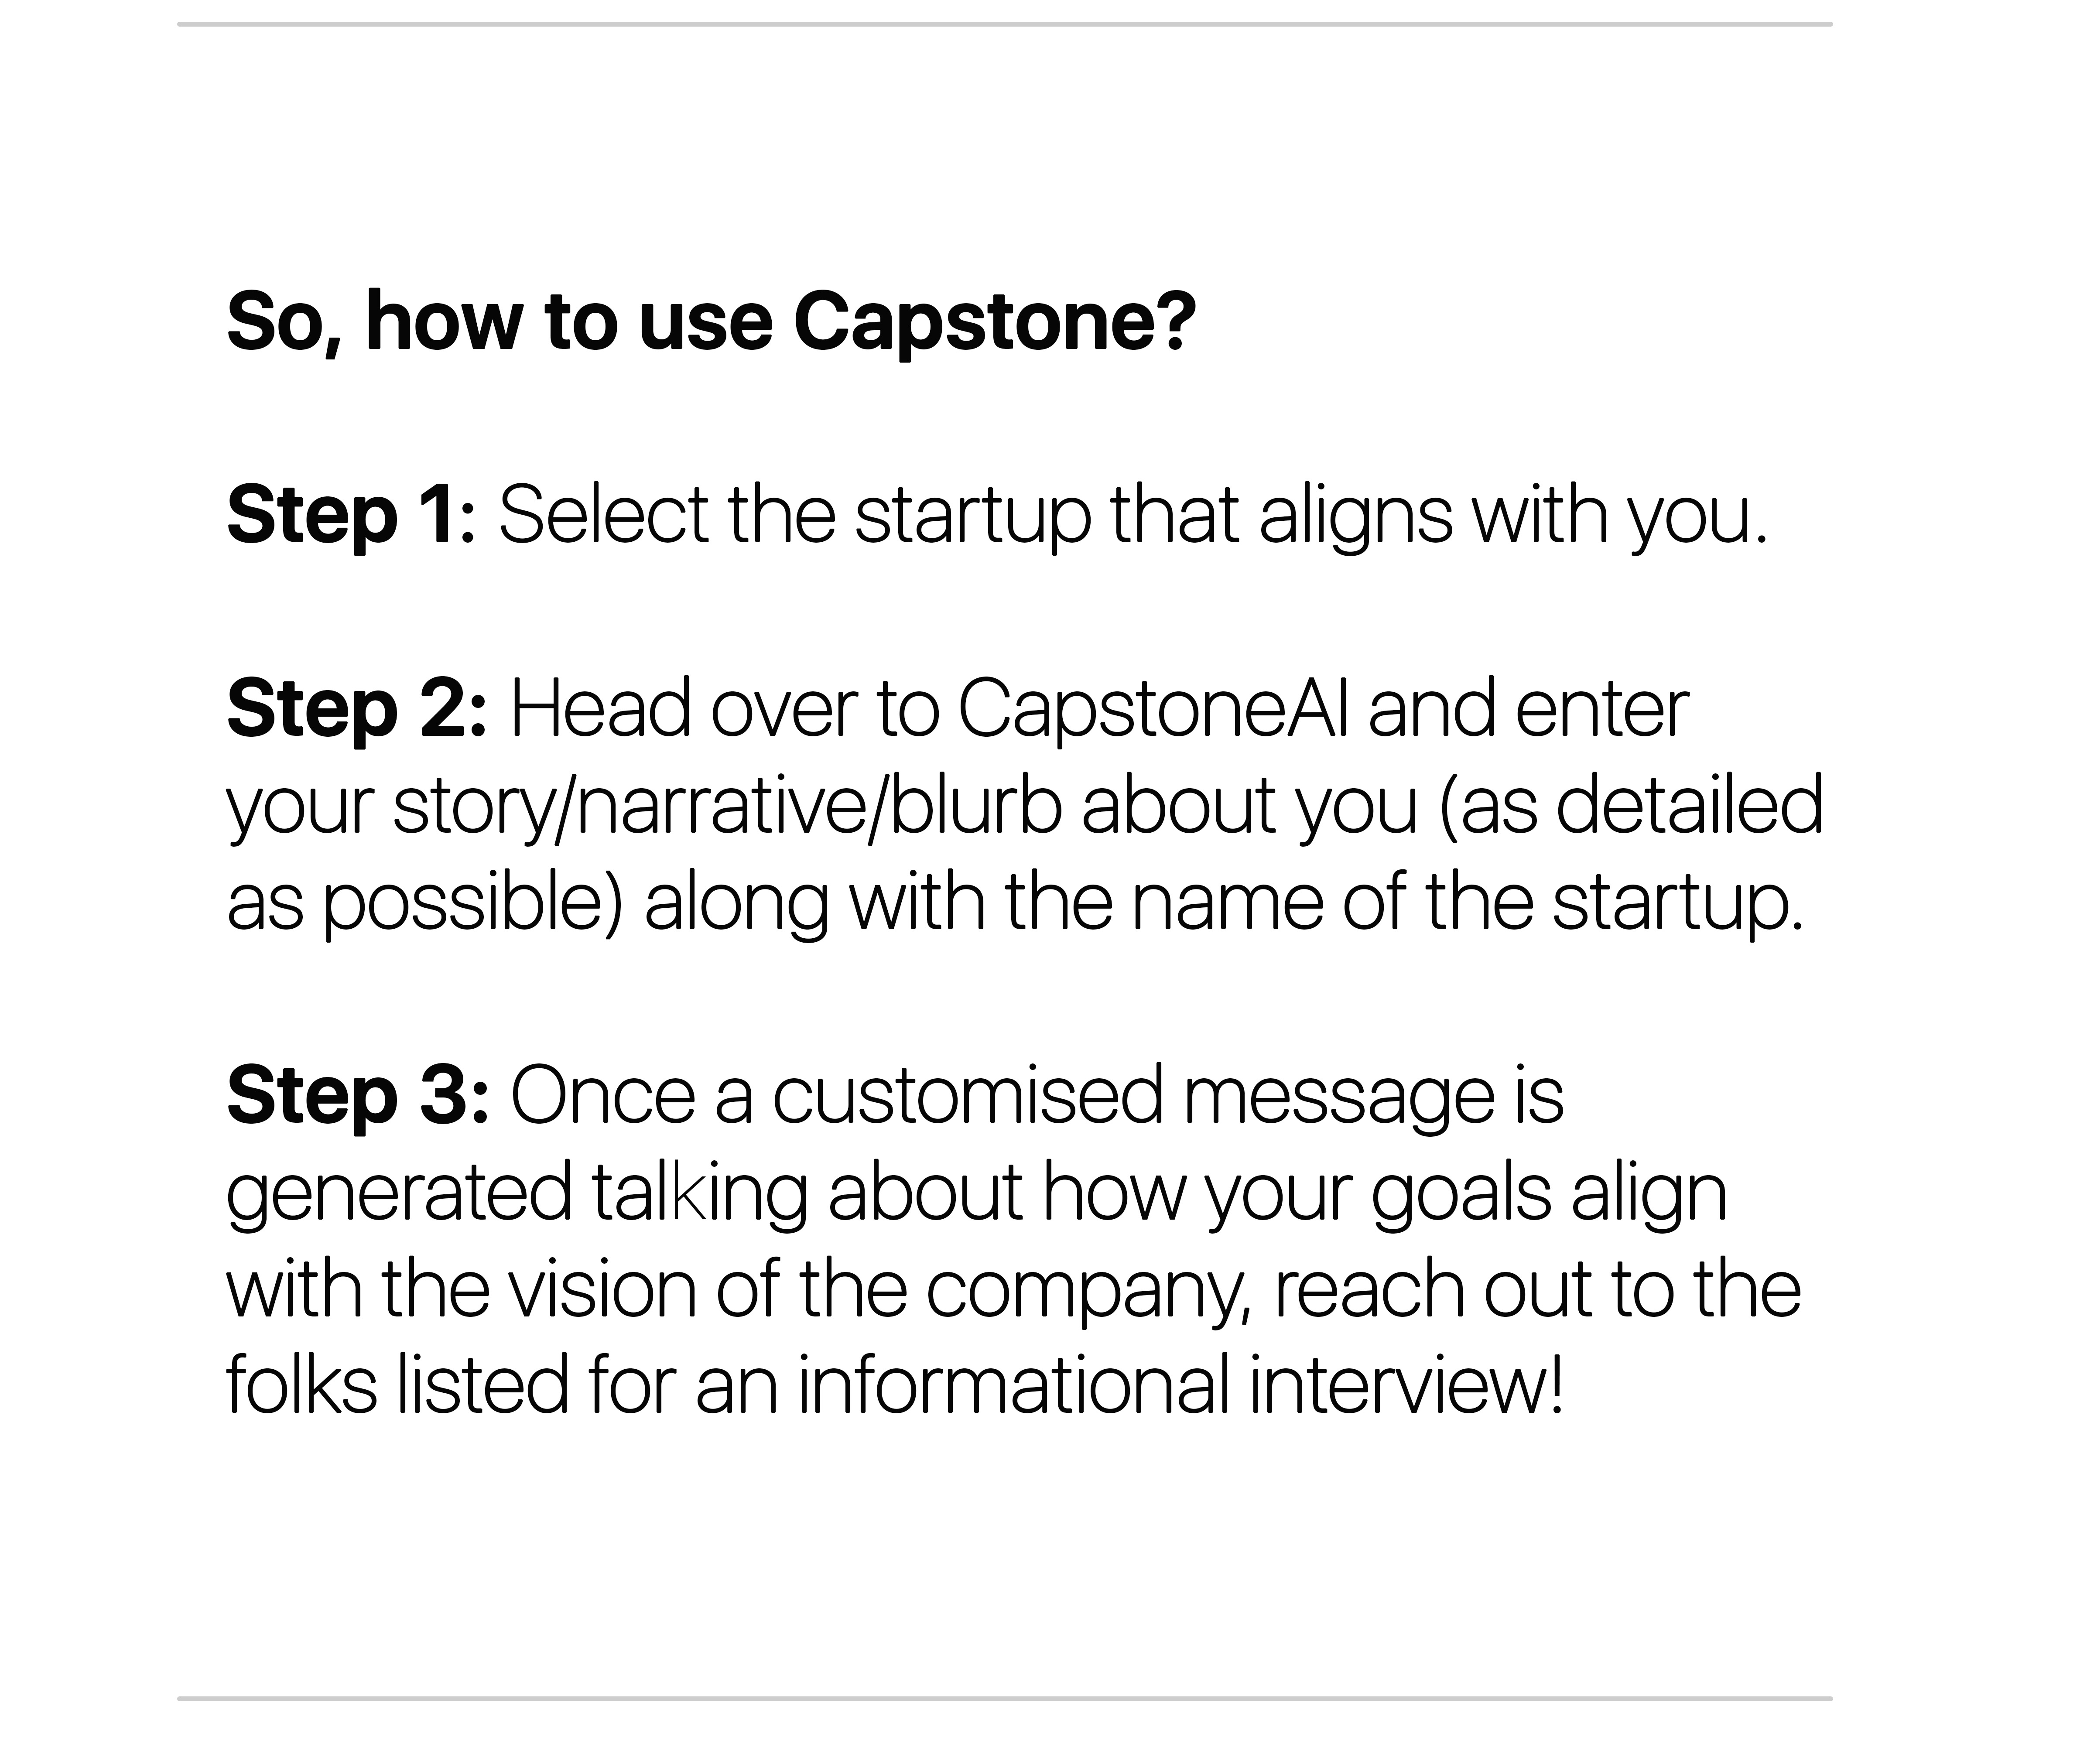 So, how to use Capstone?
Step 1: Select the startup that aligns with you.
Step 2: Head over to CapstoneAI and enter
your story/narrative/blurb about you (as detailed
as possible) along with the name of the startup.
Step 3: Once a customised message is
generated talking about how your goals align
with the vision of the company, reach out to the
folks listed for an informational interview!